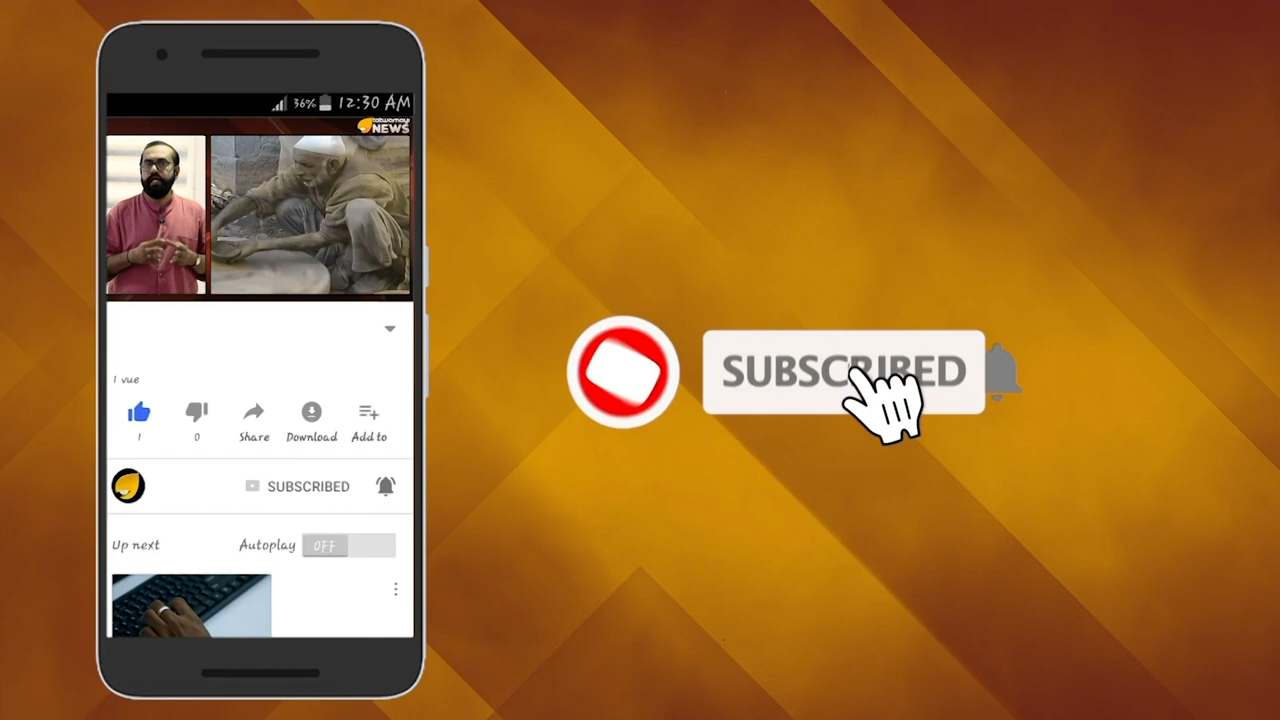 36% 12:30 AM
tatwamayi
NEWS
1 vue
1
0
Share
Download
Add to
SUBSCRIBED
Up next
Autoplay
OFF
SUBSCRIBED